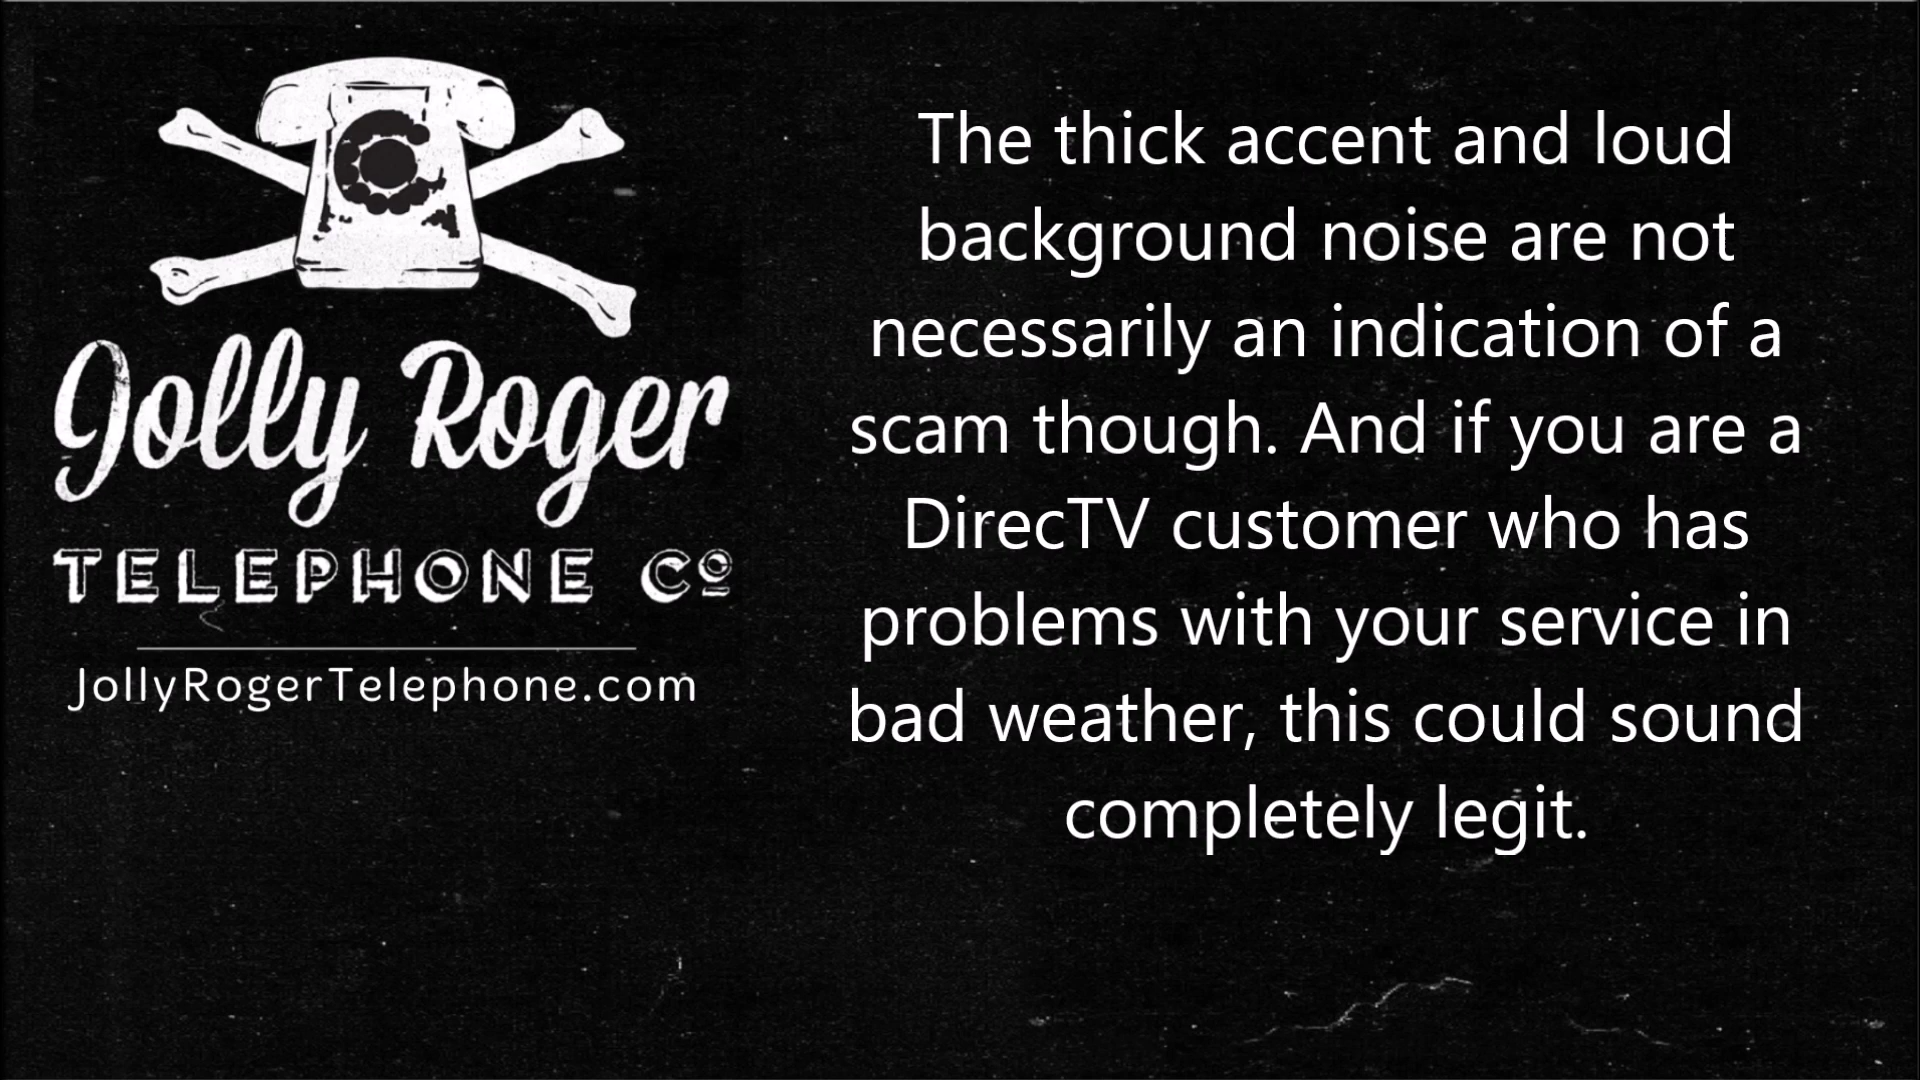 Jolly Roger
TELEPHONE Cº
JollyRogerTelephone.com
The thick accent and loud
background noise are not
necessarily an indication of a
scam though. And if you are a
DirecTV customer who has
problems with your service in
bad weather, this could sound
completely legit.